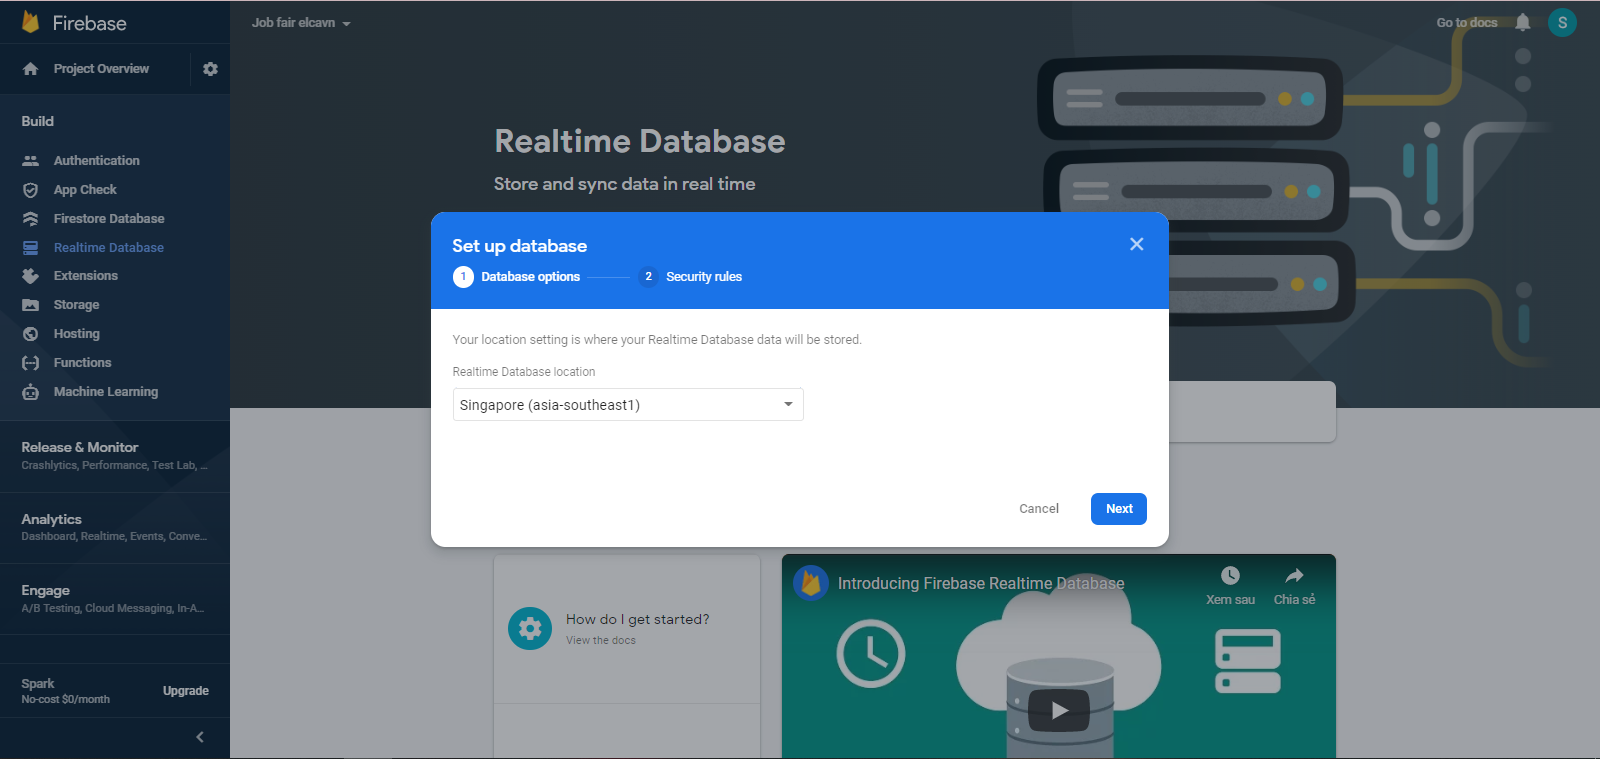 Firebase
Project Overview
Build
Authentication
App Check
Firestore Database
Realtime Database
Extensions
Storage
Hosting
Functions
Machine Learning
Release & Monitor
Crashlytics, Performance, Test Lab, ...
Analytics
Dashboard, Realtime, Events, Conve...
Engage
A/B Testing, Cloud Messaging, In-A...
Spark
No-cost $0/month
Upgrade
Job fair elcavn
Go to docs
S
Realtime Database
Store and sync data in real time
Set up database
1 Database options
2 Security rules
Your location setting is where your Realtime Database data will be stored.
Realtime Database location
Singapore (asia-southeast1)
Cancel
Next
How do I get started?
View the docs
Introducing Firebase Realtime Database
Xem sau
Chia sẻ